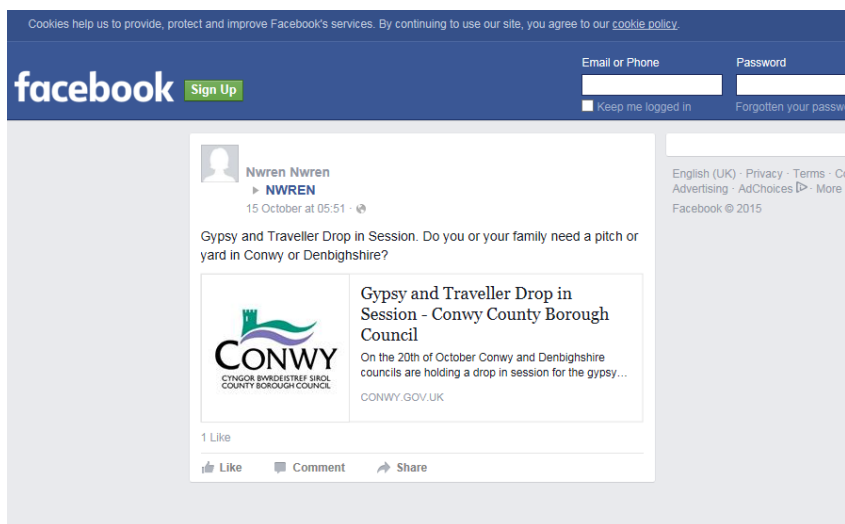 Cookies help us to provide, protect and improve Facebook's services. By continuing to use our site, you agree to our cookie policy.
facebook
Sign Up
Email or Phone
Password
Keep me logged in
Forgotten your
Nwren Nwren
NWREN
15 October at 05:51 ·
Gypsy and Traveller Drop in Session. Do you or your family need a pitch or
yard in Conwy or Denbighshire?
CONWY
CYNGOR BWRDEISTREF SIROL
COUNTY BOROUGH COUNCIL
Gypsy and Traveller Drop in
Session - Conwy County Borough
Council
On the 20th of October Conwy and Denbighshire
councils are holding a drop in session for the gypsy...
CONWY.GOV.UK
1 Like
Like
Comment
Share
English (UK) · Privacy · Terms ·
Advertising · AdChoices · More
Facebook © 2015